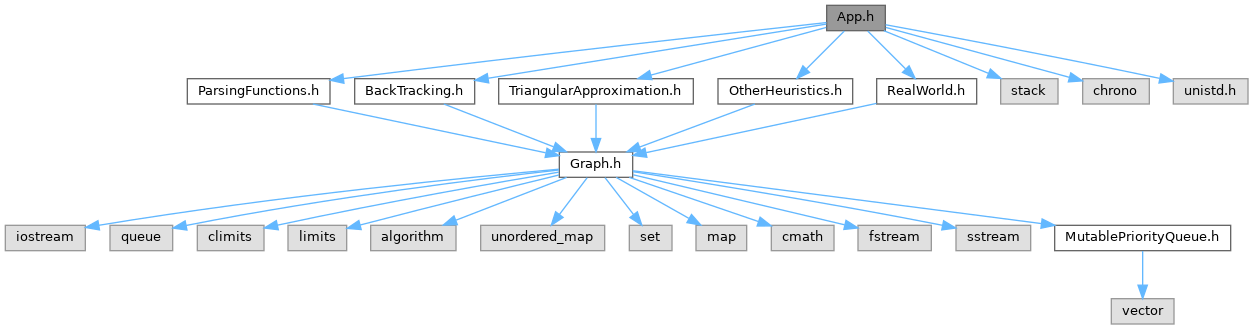 App.h
ParsingFunctions.h
BackTracking.h
TriangularApproximation.h
OtherHeuristics.h
RealWorld.h
stack
chrono
unistd.h
Graph.h
iostream
queue
climits
limits
algorithm
unordered_map
set
map
cmath
fstream
sstream
MutablePriorityQueue.h
vector